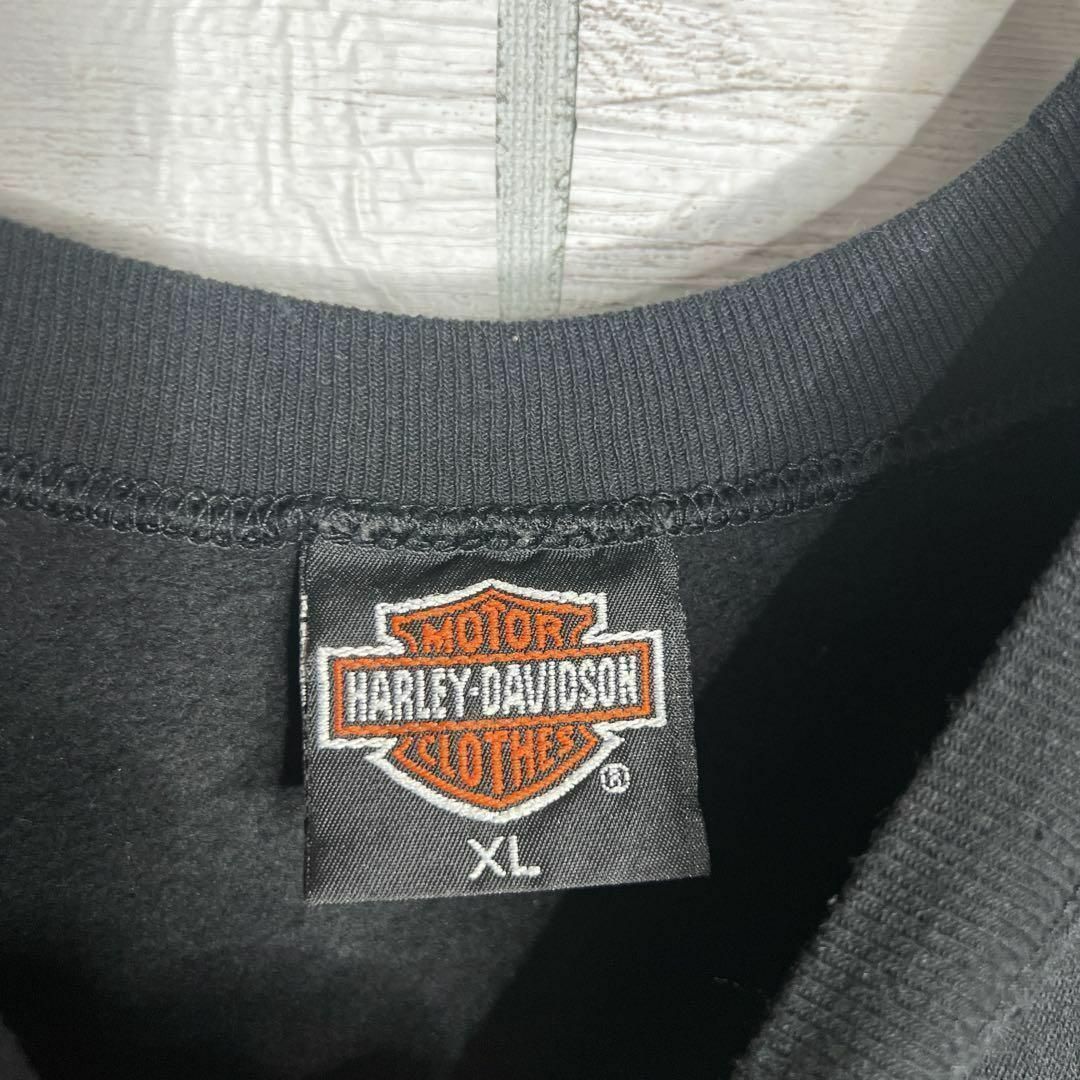 MOTOR
HARLEY-DAVIDSON
CLOTHES
®
XL